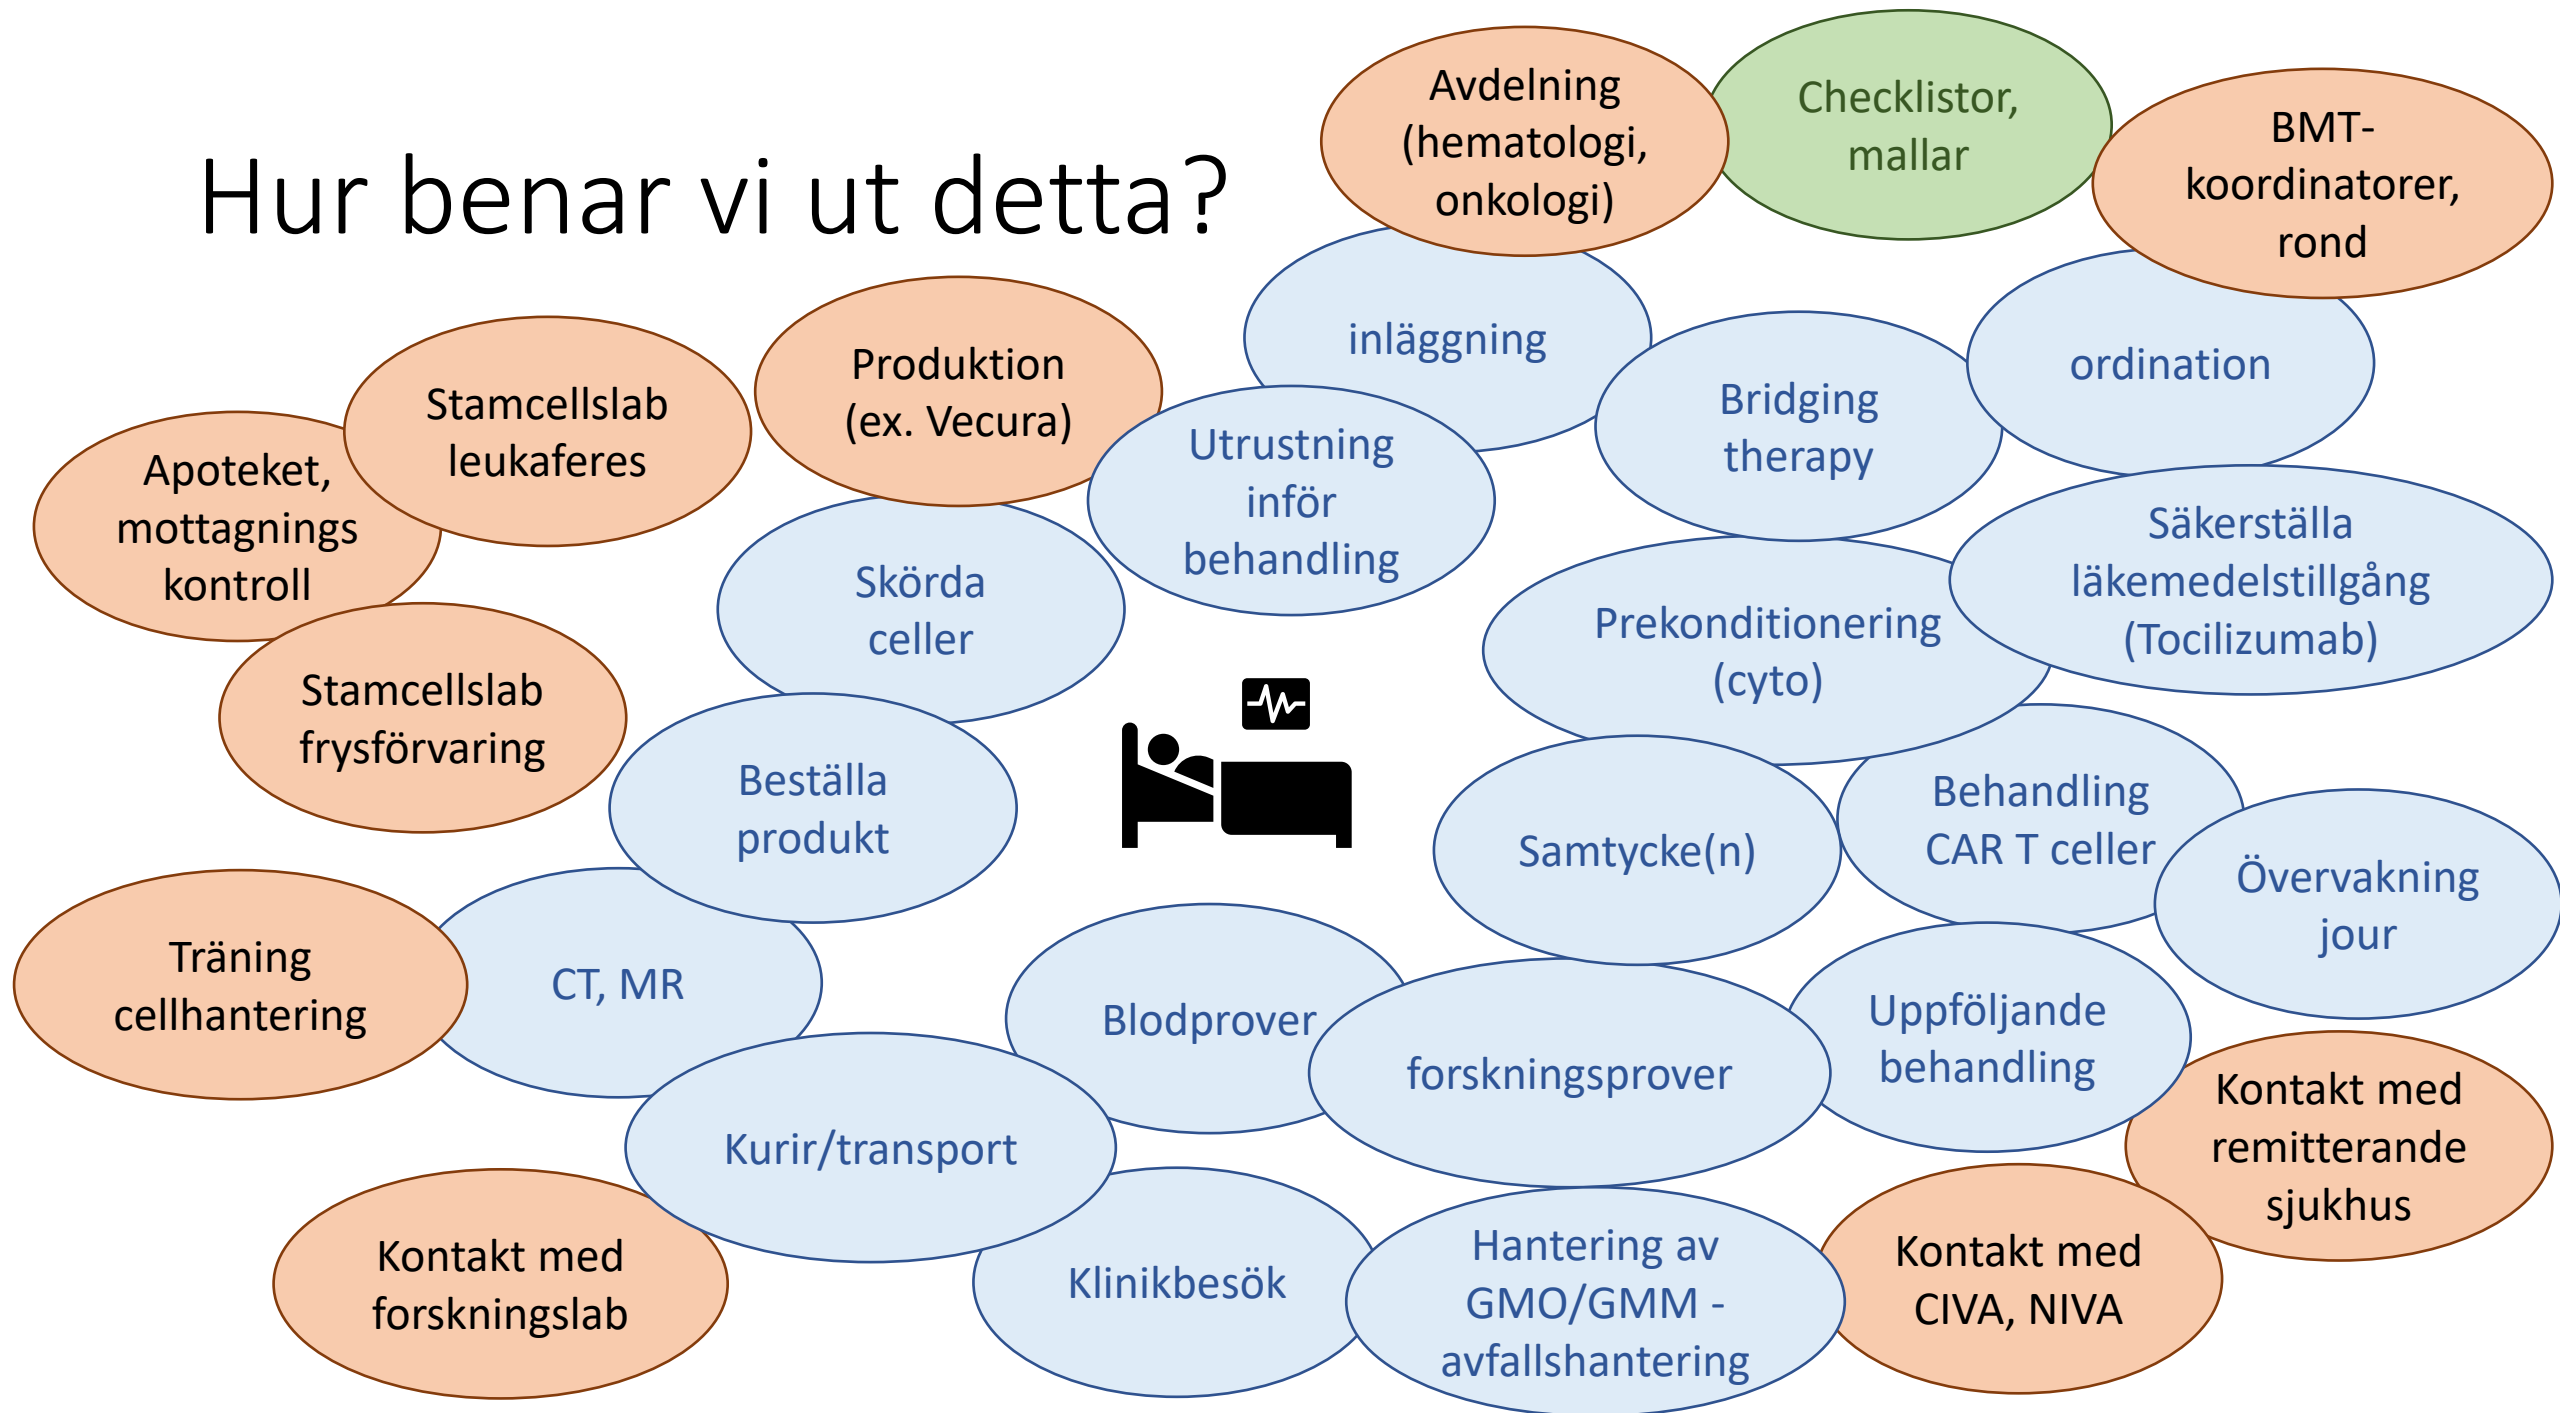 Hur benar vi ut detta?
Avdelning
(hematologi,
onkologi)
Checklistor,
mallar
BMT-
koordinatorer,
rond
Produktion
(ex. Vecura)
Stamcellslab
leukaferes
Apoteket,
mottagnings
kontroll
Stamcellslab
frysförvaring
inläggning
Bridging
therapy
ordination
Utrustning
inför
behandling
Skörda
celler
Säkerställa
läkemedelstillgång
(Tocilizumab)
Prekonditionering
(cyto)
Beställa
produkt
Samtycke(n)
Behandling
CAR T celler
Övervakning
jour
Träning
cellhantering
CT, MR
Blodprover
forskningsprover
Uppföljande
behandling
Kontakt med
remitterande
sjukhus
Kurir/transport
Kontakt med
forskningslab
Klinikbesök
Hantering av
GMO/GMM -
avfallshantering
Kontakt med
CIVA, NIVA